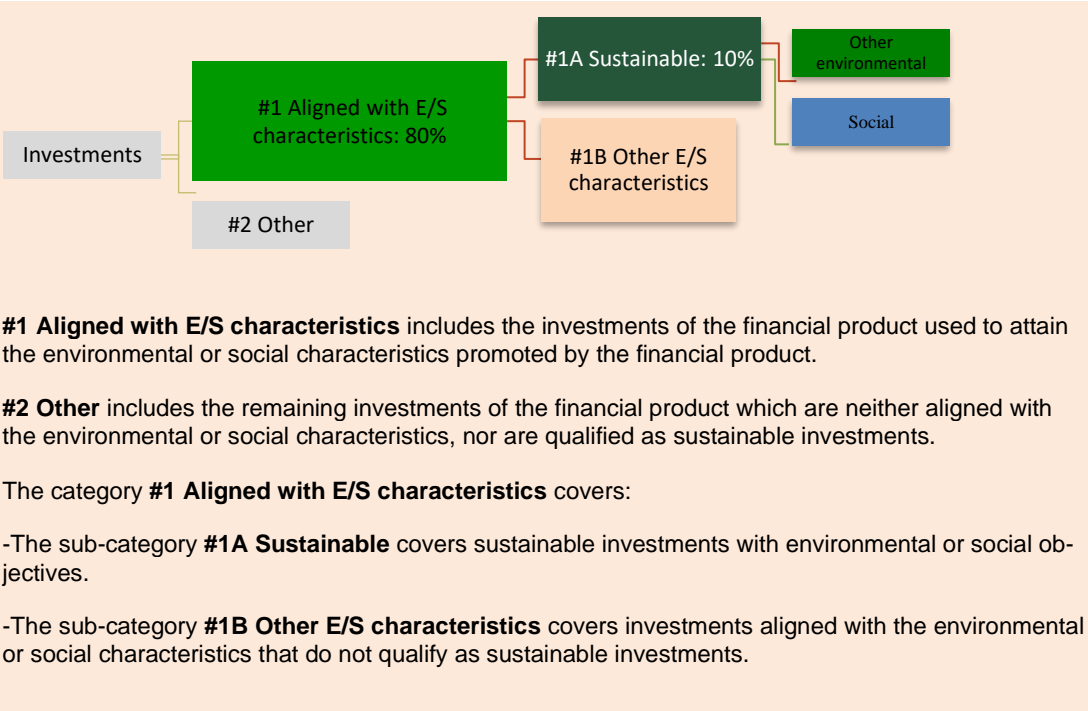 Investments
#1 Aligned with E/S
characteristics: 80%
#2 Other
#1A Sustainable: 10%
#1B Other E/S
characteristics
Other
environmental
Social
#1 Aligned with E/S characteristics includes the investments of the financial product used to attain
the environmental or social characteristics promoted by the financial product.
#2 Other includes the remaining investments of the financial product which are neither aligned with
the environmental or social characteristics, nor are qualified as sustainable investments.
The category #1 Aligned with E/S characteristics covers:
-The sub-category #1A Sustainable covers sustainable investments with environmental or social ob-
jectives.
-The sub-category #1B Other E/S characteristics covers investments aligned with the environmental
or social characteristics that do not qualify as sustainable investments.